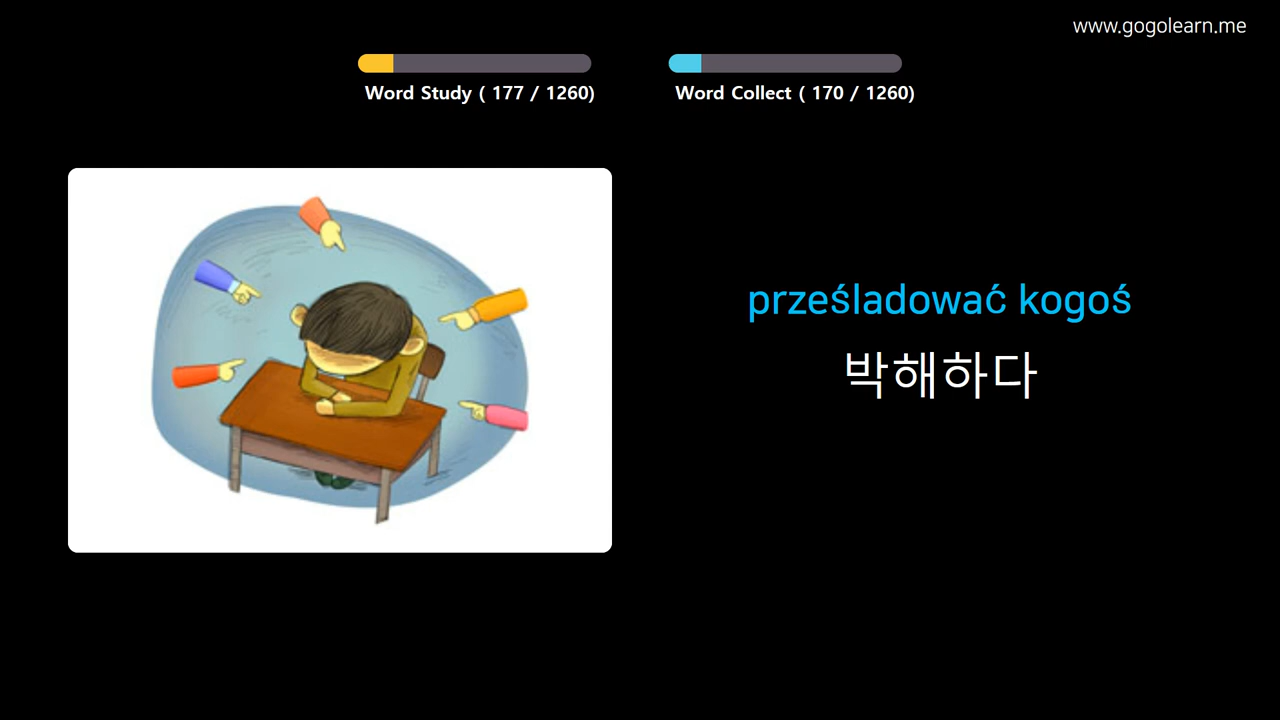 www.gogolearn.me
Word Study ( 177 / 1260)
Word Collect ( 170 / 1260)
prześladować kogoś
박해하다